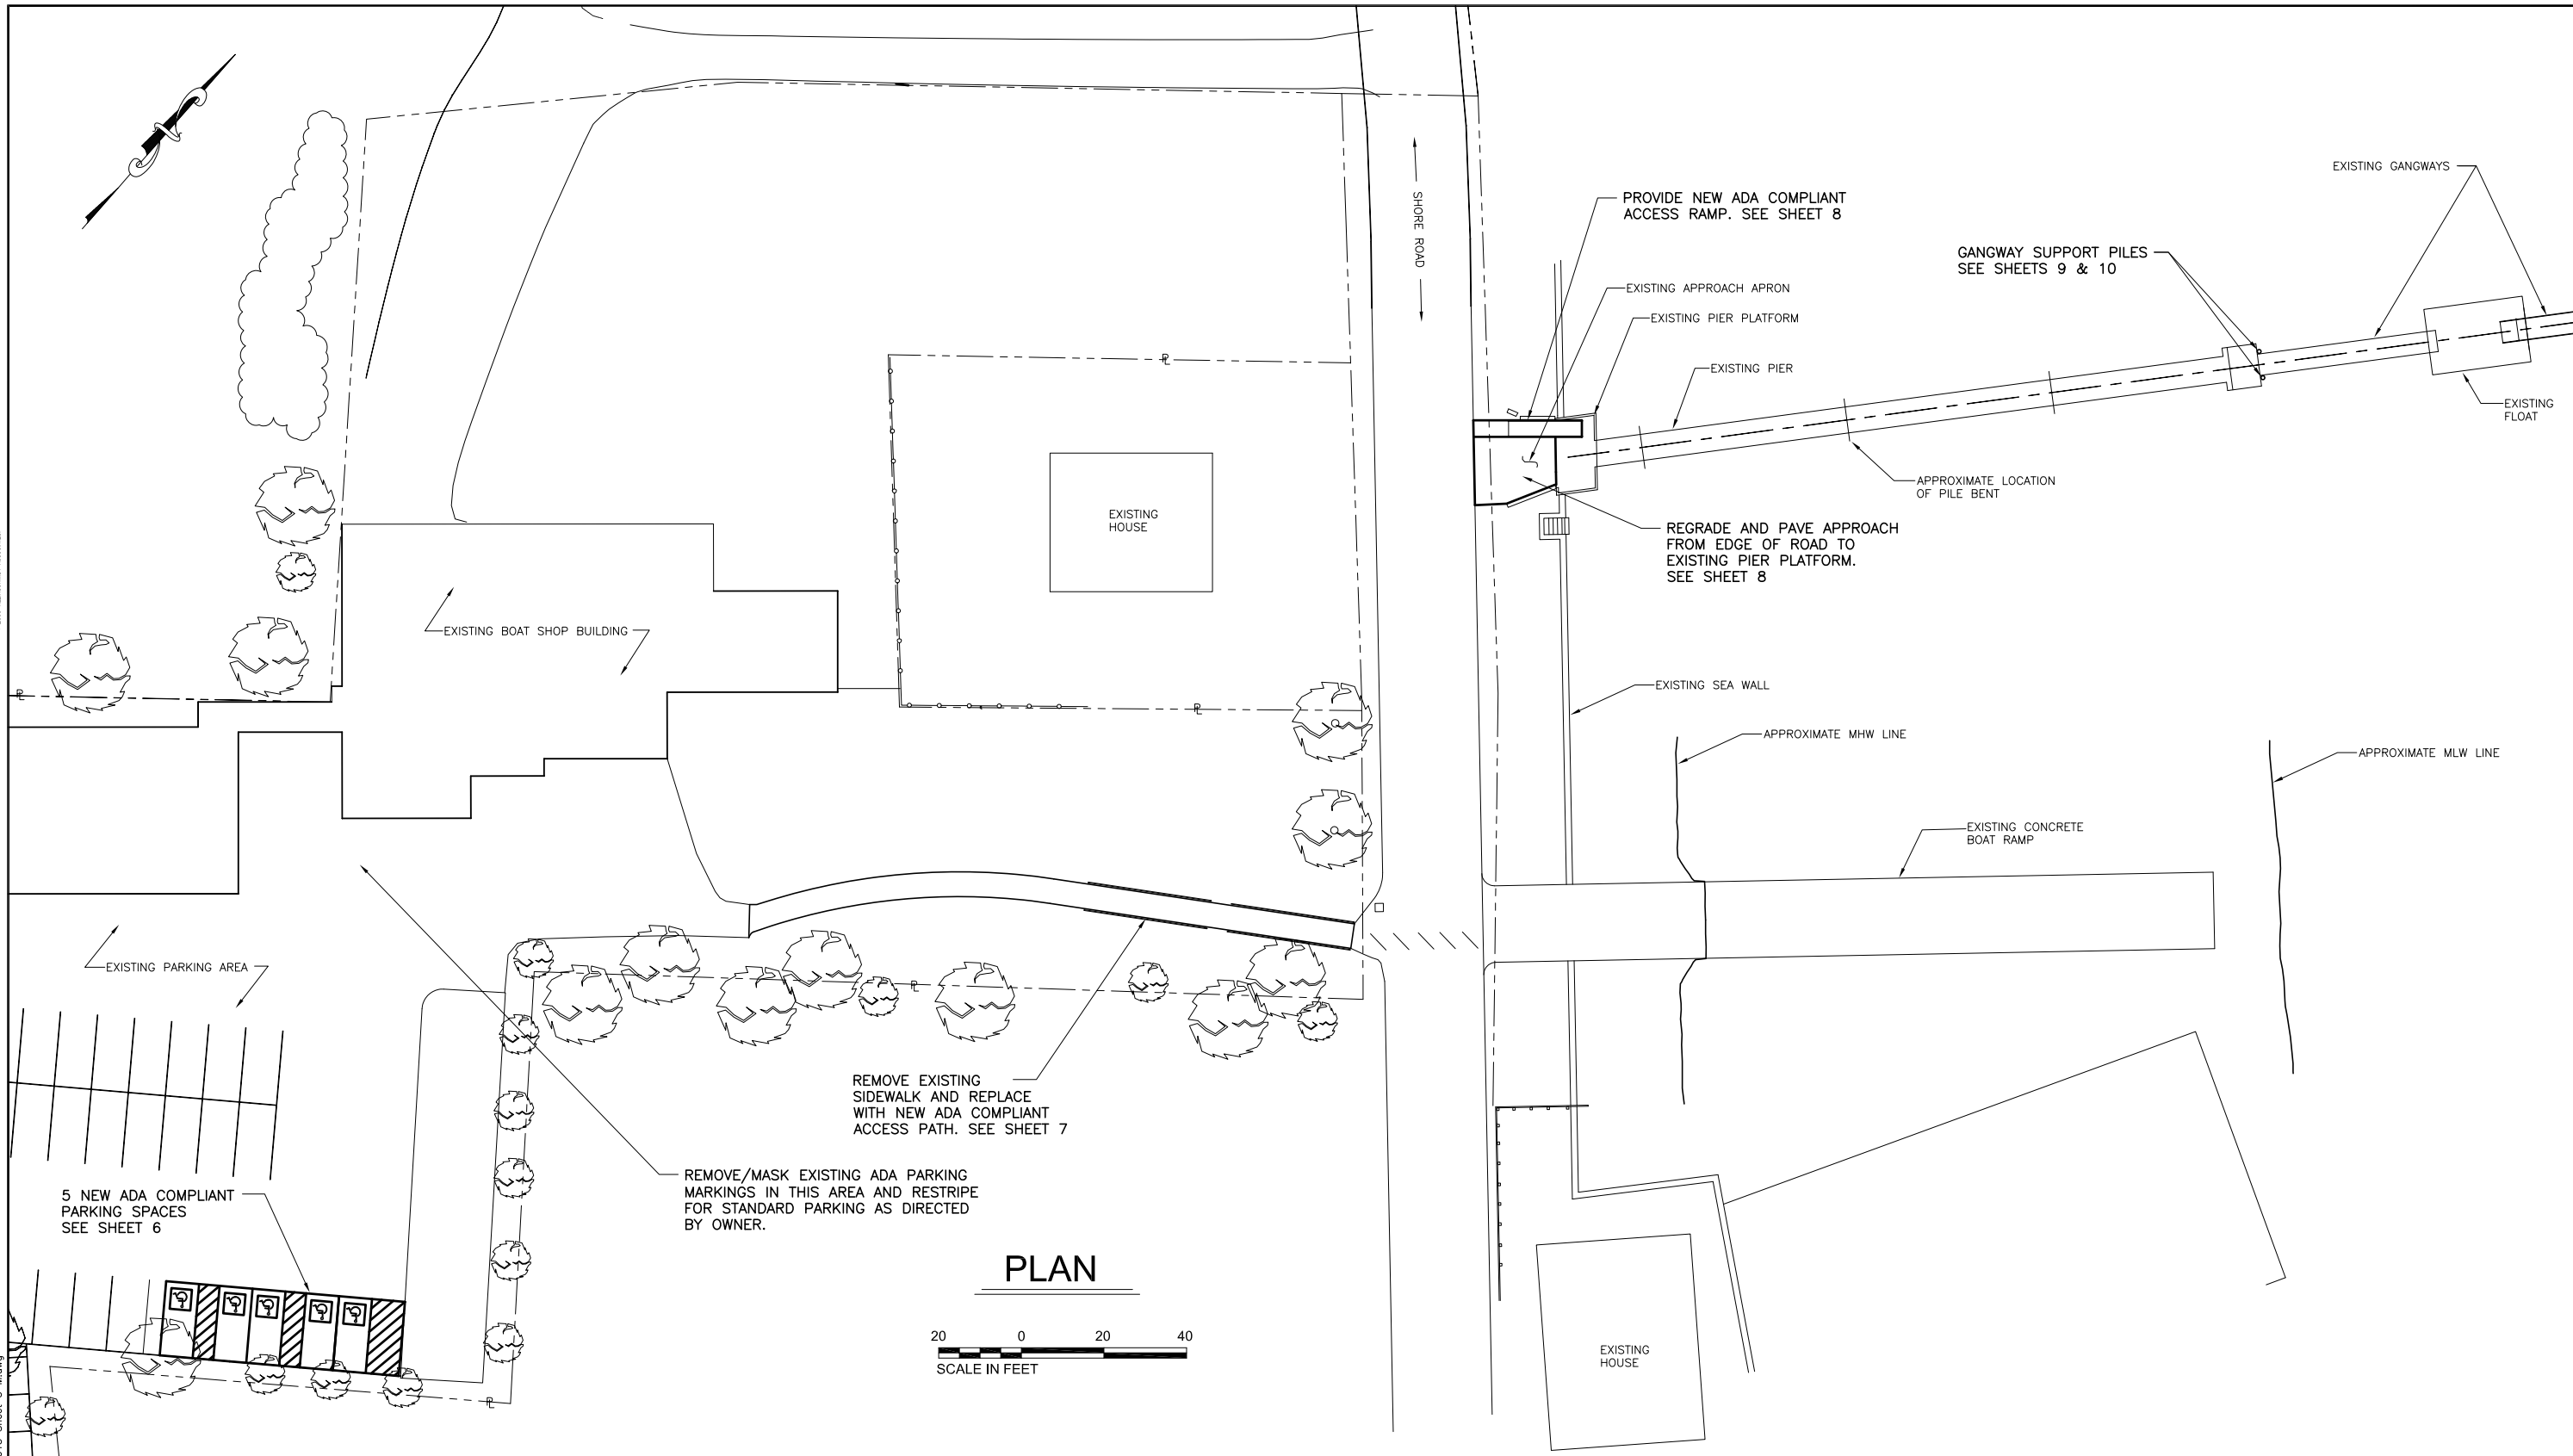 EXISTING GANGWAYS
PROVIDE NEW ADA COMPLIANT
ACCESS RAMP. SEE SHEET 8
SHORE ROAD
GANGWAY SUPPORT PILES
SEE SHEETS 9 & 10
EXISTING APPROACH APRON
EXISTING PIER PLATFORM
EXISTING PIER
EXISTING
FLOAT
APPROXIMATE LOCATION
OF PILE BENT
EXISTING
HOUSE
REGRADE AND PAVE APPROACH
FROM EDGE OF ROAD TO
EXISTING PIER PLATFORM.
SEE SHEET 8
EXISTING BOAT SHOP BUILDING
EXISTING SEA WALL
APPROXIMATE MHW LINE
APPROXIMATE MLW LINE
EXISTING CONCRETE
BOAT RAMP
EXISTING PARKING AREA
REMOVE EXISTING
SIDEWALK AND REPLACE
WITH NEW ADA COMPLIANT
ACCESS PATH. SEE SHEET 7
REMOVE/MASK EXISTING ADA PARKING
MARKINGS IN THIS AREA AND RESTRIPE
FOR STANDARD PARKING AS DIRECTED
BY OWNER.
5 NEW ADA COMPLIANT
PARKING SPACES
SEE SHEET 6
PLAN
20 0 20 40
SCALE IN FEET
EXISTING
HOUSE